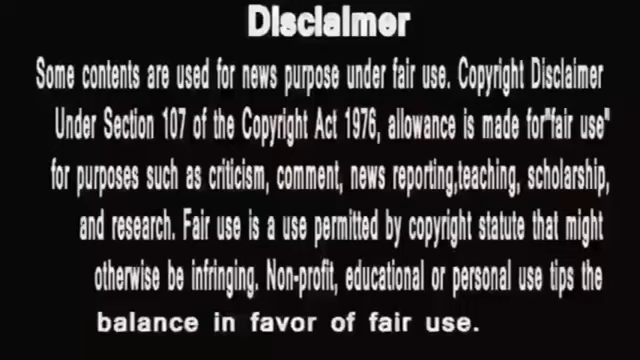 Disclaimer
Some contents are used for news purpose under fair use. Copyright Disclaimer
Under Section 107 of the Copyright Act 1976, allowance is made for"fair use"
for purposes such as criticism, comment, news reporting,teaching, scholarship,
and research. Fair use is a use permitted by copyright statute that might
otherwise be infringing. Non-profit, educational or personal use tips the
balance in favor of fair use.